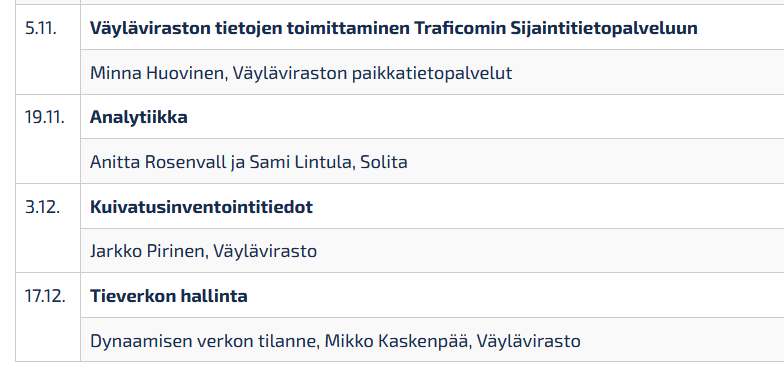 5.11.
Väyläviraston tietojen toimittaminen Traficomin Sijaintitietopalveluun
Minna Huovinen, Väyläviraston paikkatietopalvelut
19.11.
Analytiikka
Anitta Rosenvall ja Sami Lintula, Solita
3.12.
Kuivatusinventointitiedot
Jarkko Pirinen, Väylävirasto
17.12.
Tieverkon hallinta
Dynaamisen verkon tilanne, Mikko Kaskenpää, Väylävirasto